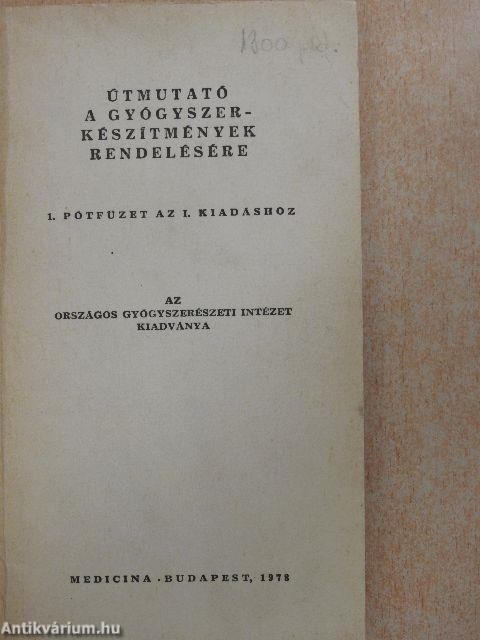 ÚTMUTATÓ
A GYÓGYSZER-
KÉSZÍTMÉNYEK
RENDELÉSÉRE
1. PÓTFÜZET AZ I. KIADÁSHOZ
AZ
ORSZÁGOS GYÓGYSZERÉSZETI INTÉZET
KIADVÁNYA
MEDICINA · BUDAPEST, 1978
Antikvárium.hu